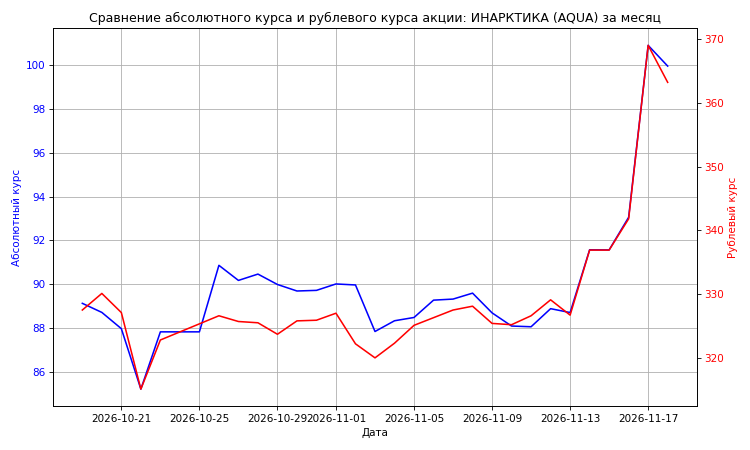 Сравнение абсолютного курса и рублевого курса акции: ИНАРКТИКА (AQUA) за месяц
Абсолютный курс
100
98
96
94
92
90
88
86
370
360
350
340
330
320
Рублевый курс
2026-10-21 2026-10-25 2026-10-29 2026-11-01 2026-11-05 2026-11-09 2026-11-13 2026-11-17
Дата